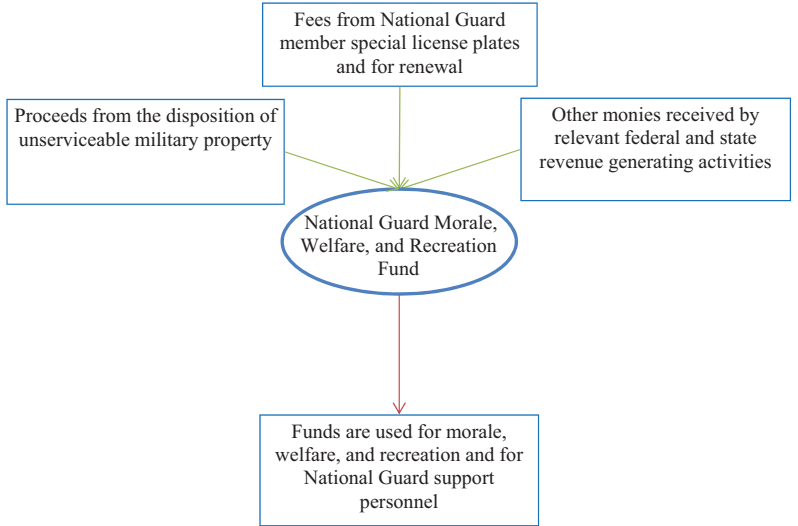 Fees from National Guard
member special license plates
and for renewal
Proceeds from the disposition of
unserviceable military property
Other monies received by
relevant federal and state
revenue generating activities
National Guard Morale,
Welfare, and Recreation
Fund
Funds are used for morale,
welfare, and recreation and for
National Guard support
personnel